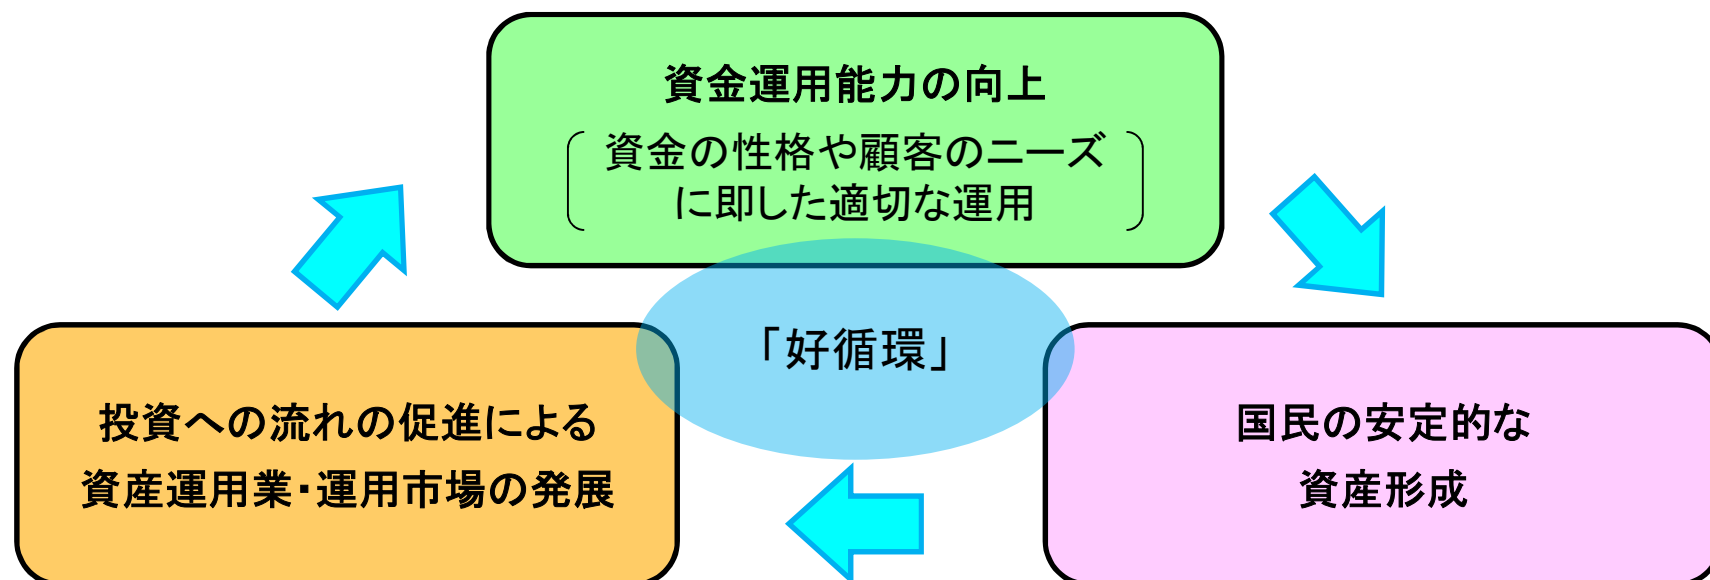 資金運用能力の向上
資金の性格や顧客のニーズ
に即した適切な運用
「好循環」
投資への流れの促進による
資産運用業・運用市場の発展
国民の安定的な
資産形成